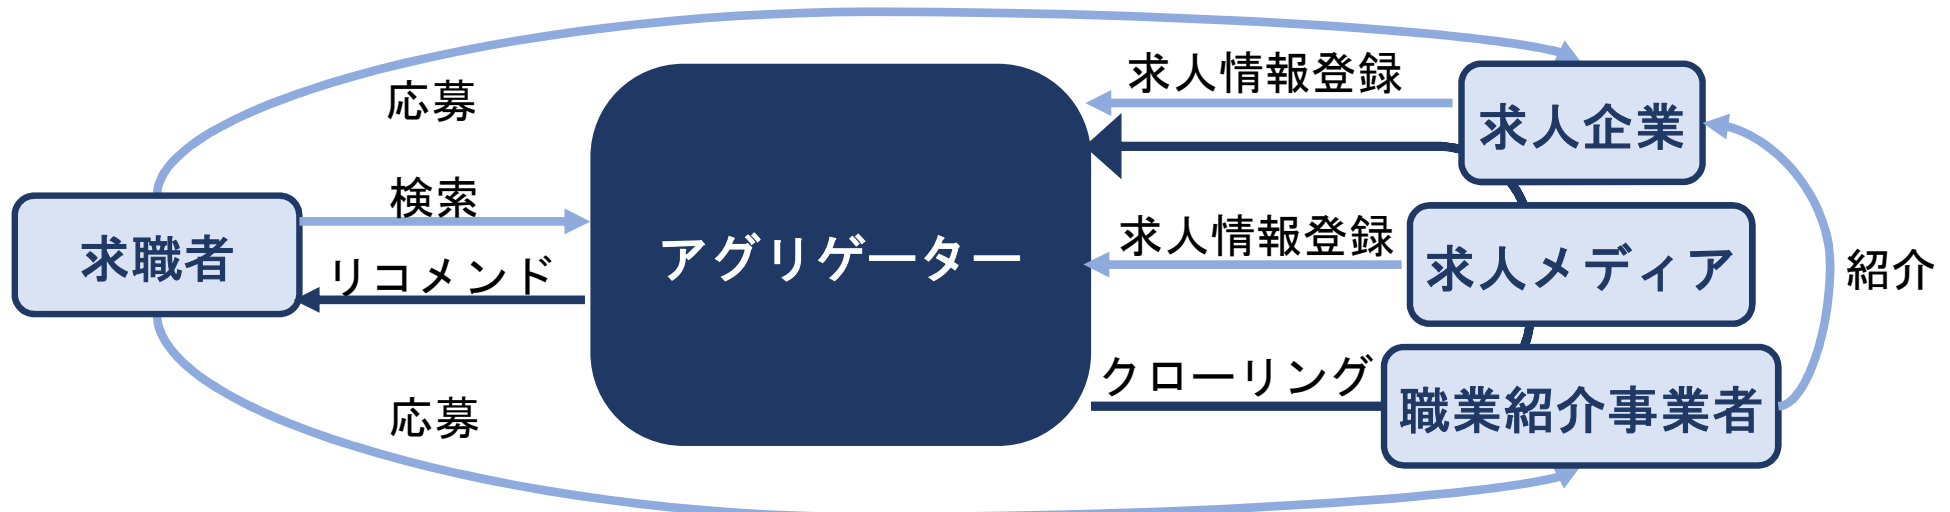 求人情報登録
応募
求人企業
検索
求人情報登録
求職者
アグリゲーター
求人メディア
リコメンド
紹介
クローリング
職業紹介事業者
応募